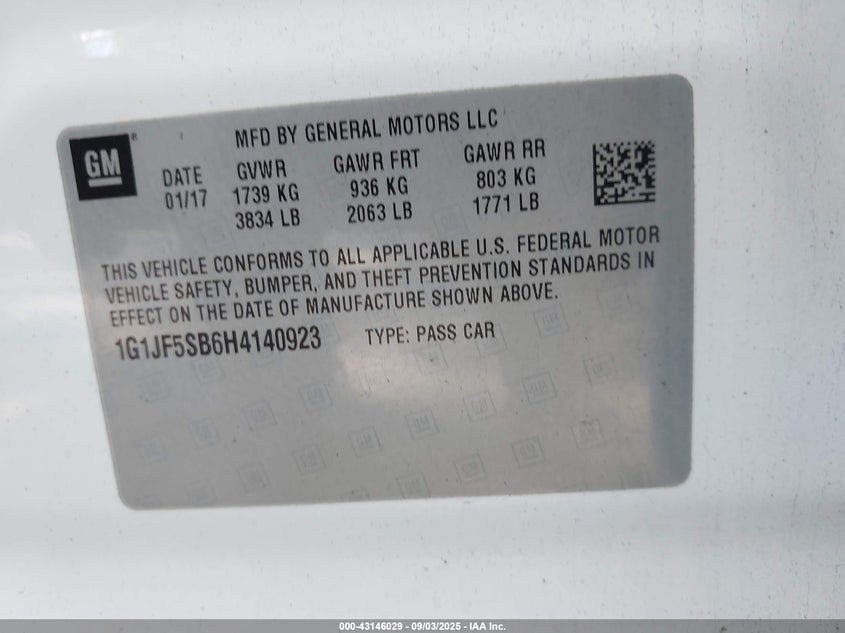 GM
®
MFD BY GENERAL MOTORS LLC
DATE GVWR GAWR FRT GAWR RR
01/17 1739 KG 936 KG 803 KG
3834 LB 2063 LB 1771 LB
THIS VEHICLE CONFORMS TO ALL APPLICABLE U.S. FEDERAL MOTOR
VEHICLE SAFETY, BUMPER, AND THEFT PREVENTION STANDARDS IN
EFFECT ON THE DATE OF MANUFACTURE SHOWN ABOVE.
1G1JF5SB6H4140923 TYPE: PASS CAR
000-43146029 - 09/03/2025 - IAA Inc.